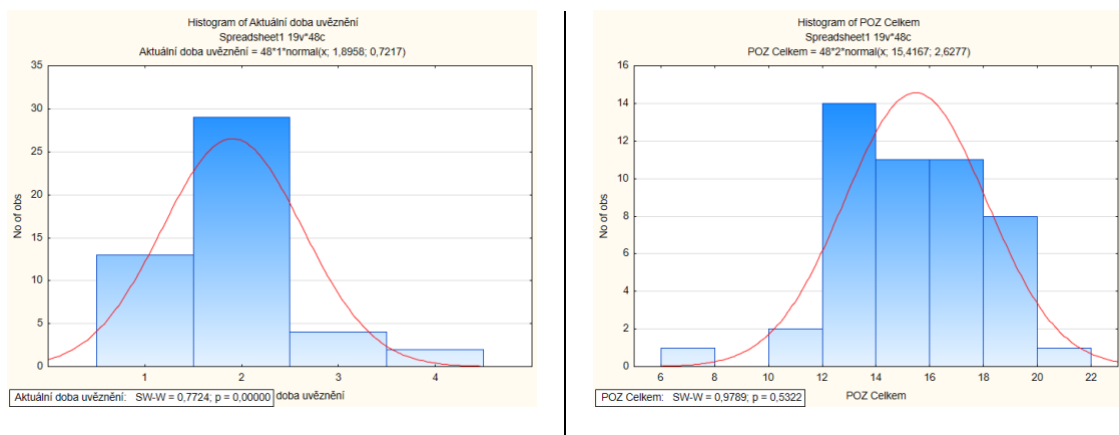 Histogram of Aktuální doba uvěznění
Spreadsheet1 19v*48c
Aktuální doba uvěznění = 48*1*normal(x; 1,8958; 0,7217)
35
30
25
20
15
10
5
0
No of obs
1 2 3 4
Aktuální doba uvěznění: SW-W = 0,7724; p = 0,00000
doba uvěznění
Histogram of POZ Celkem
Spreadsheet1 19v*48c
POZ Celkem = 48*2*normal(x; 15,4167; 2,6277)
16
14
12
10
8
6
4
2
0
No of obs
6 8 10 12 14 16 18 20 22
POZ Celkem: SW-W = 0,9789; p = 0,5322
POZ Celkem